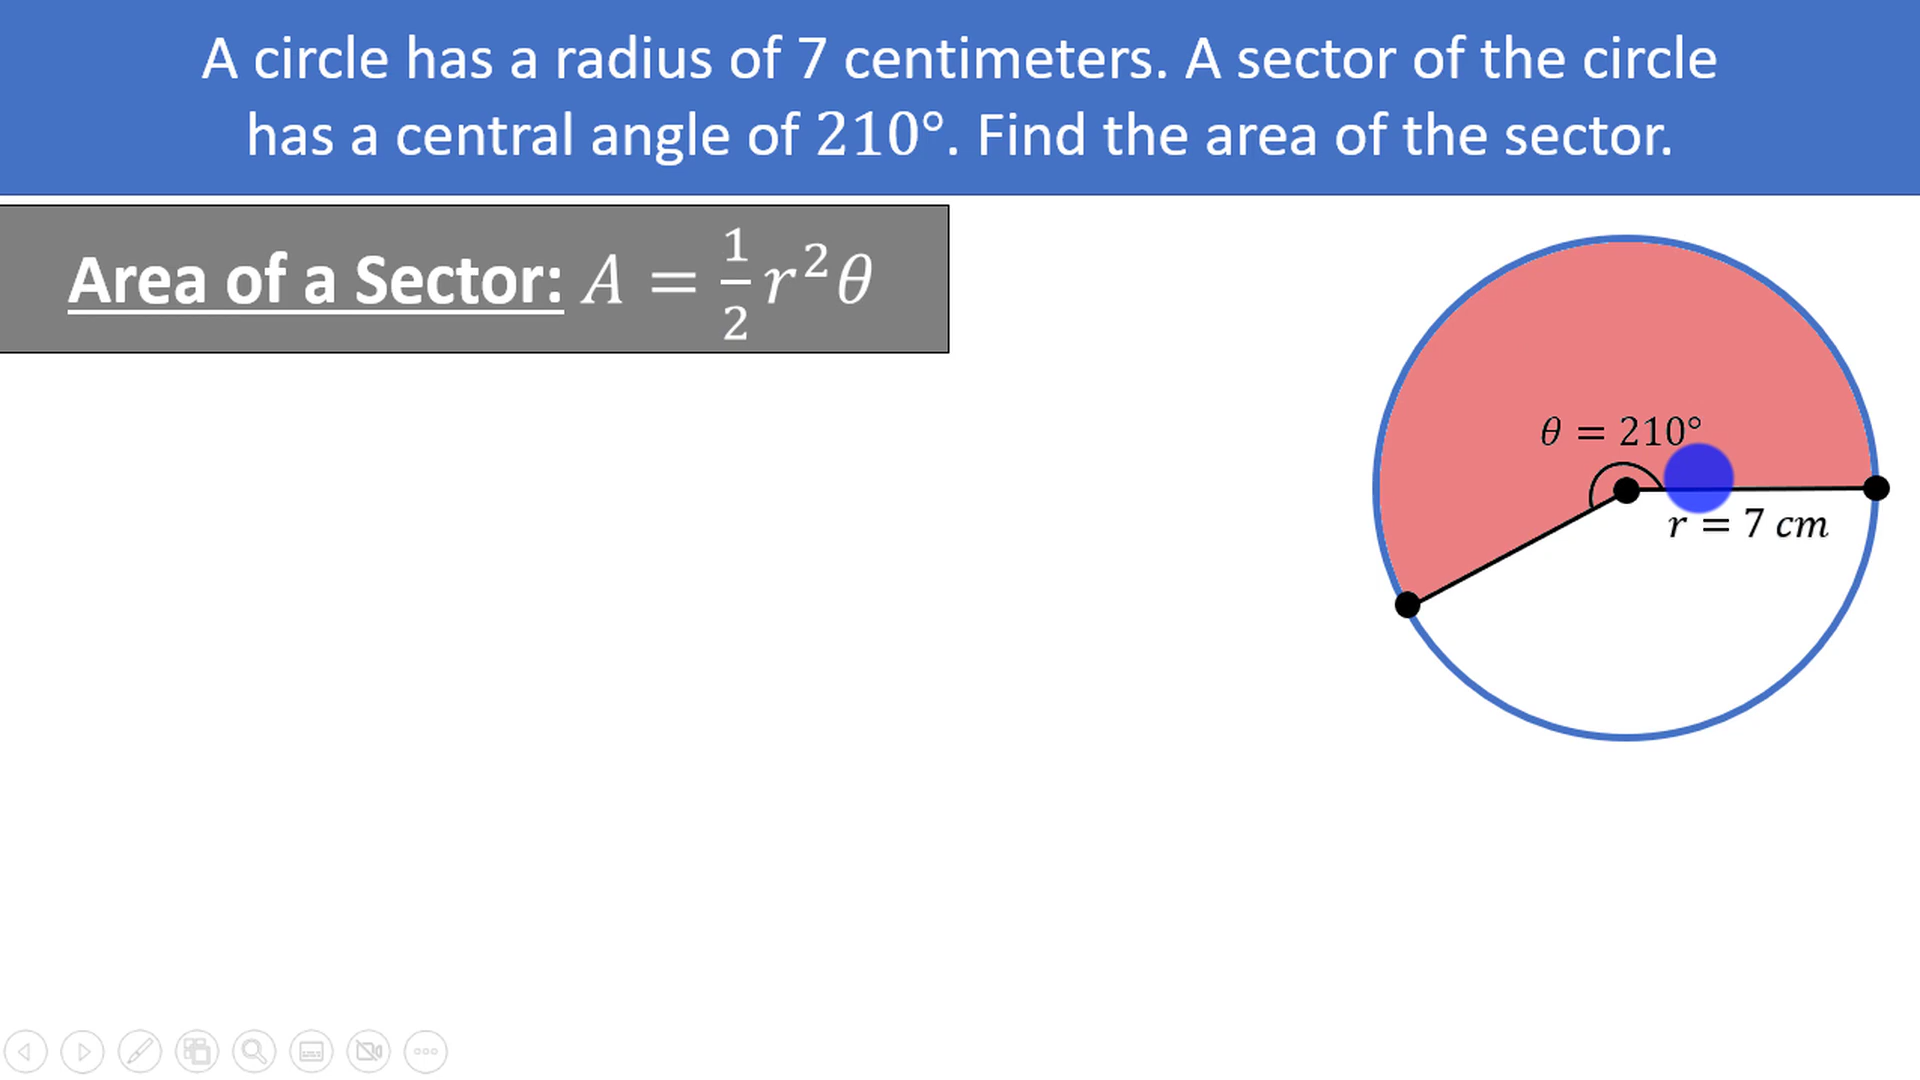 A circle has a radius of 7 centimeters. A sector of the circle
has a central angle of 210°. Find the area of the sector.
Area of a Sector: A = 1/2 r²θ
θ = 210°
r = 7 cm